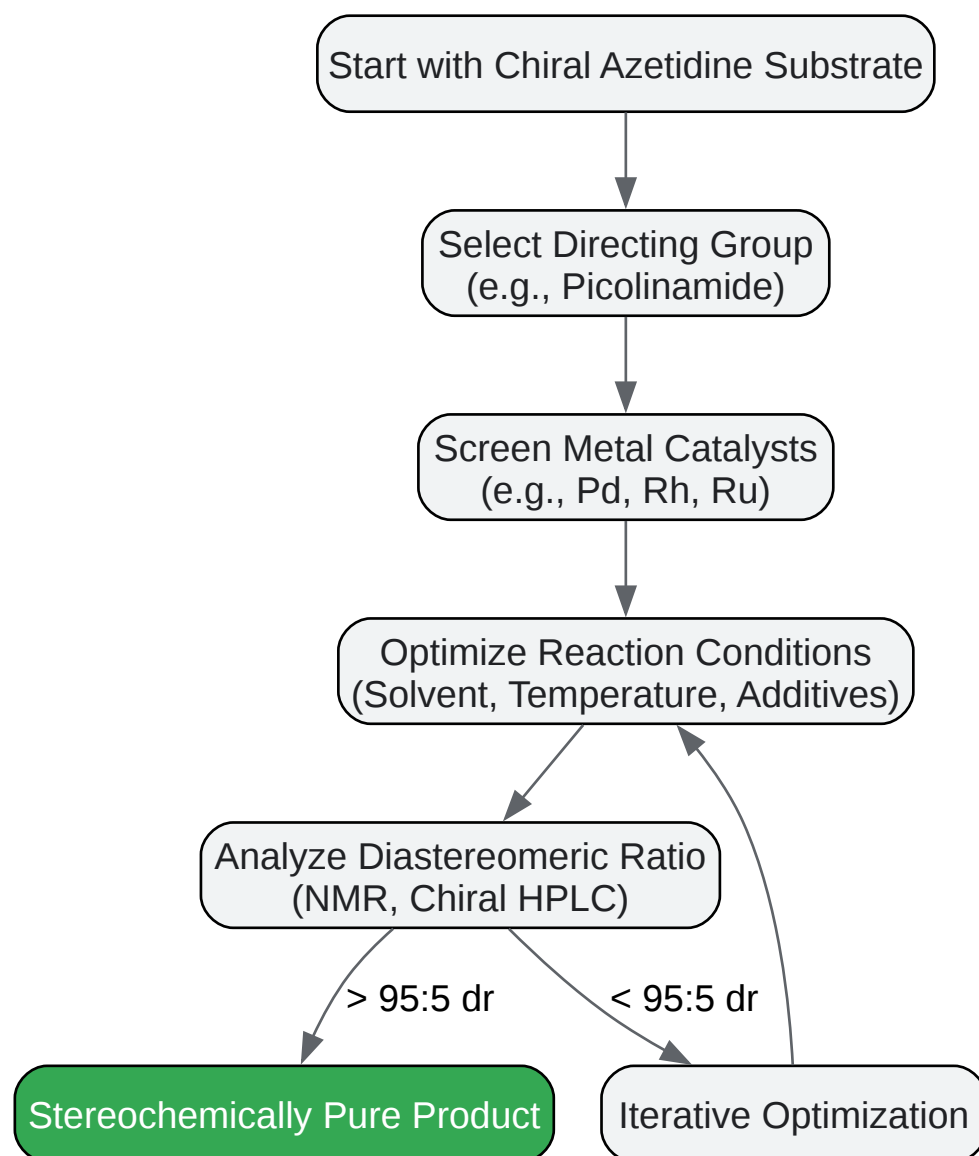 Start with Chiral Azetidine Substrate
Select Directing Group
(e.g., Picolinamide)
Screen Metal Catalysts
(e.g., Pd, Rh, Ru)
Optimize Reaction Conditions
(Solvent, Temperature, Additives)
Analyze Diastereomeric Ratio
(NMR, Chiral HPLC)
> 95:5 dr
< 95:5 dr
Stereochemically Pure Product
Iterative Optimization